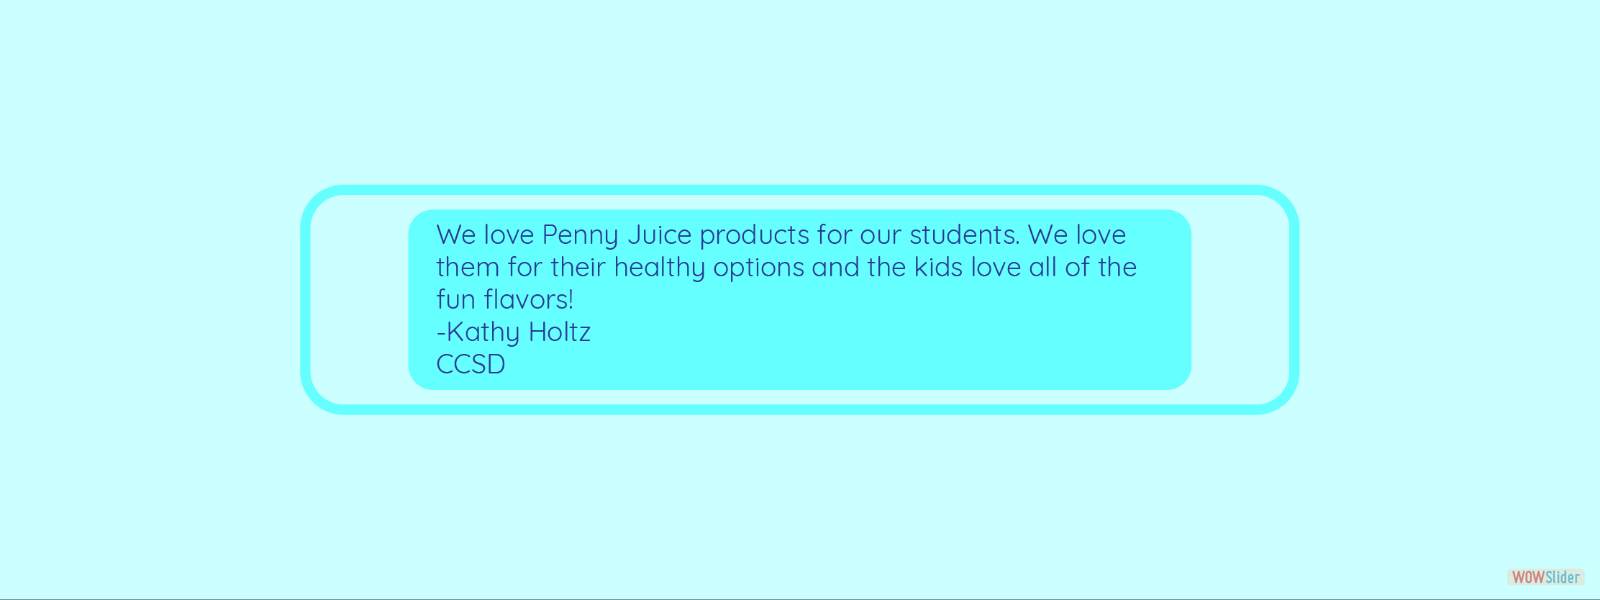 We love Penny Juice products for our students. We love
them for their healthy options and the kids love all of the
fun flavors!
-Kathy Holtz
CCSD
WOWSlider